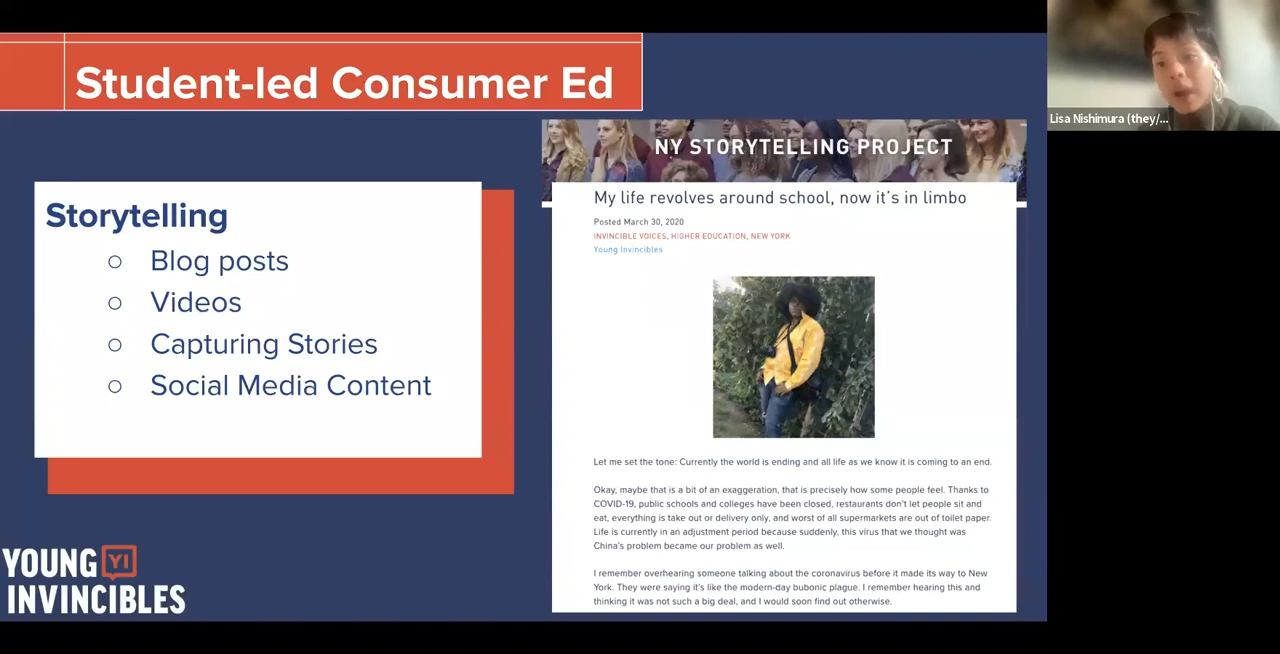 Student-led Consumer Ed
Storytelling
○ Blog posts
○ Videos
○ Capturing Stories
○ Social Media Content
YOUNG YI
INVINCIBLES
NY STORYTELLING PROJECT
My life revolves around school, now it's in limbo
Posted March 30, 2020
INVINCIBLE VOICES, HIGHER EDUCATION, NEW YORK
Young Invincibles
Let me set the tone: Currently the world is ending and all life as we know it is coming to an end.
Okay, maybe that is a bit of an exaggeration, that is precisely how some people feel. Thanks to
COVID-19, public schools and colleges have been closed, restaurants don't let people sit and
eat, everything is take out or delivery only, and worst of all supermarkets are out of toilet paper.
Life is currently in an adjustment period because suddenly, this virus that we thought was
China's problem became our problem as well.
I remember overhearing someone talking about the coronavirus before it made its way to New
York. They were saying it's like the modern-day bubonic plague. I remember hearing this and
thinking it was not such a big deal, and I would soon find out otherwise.
Lisa Nishimura (they/...